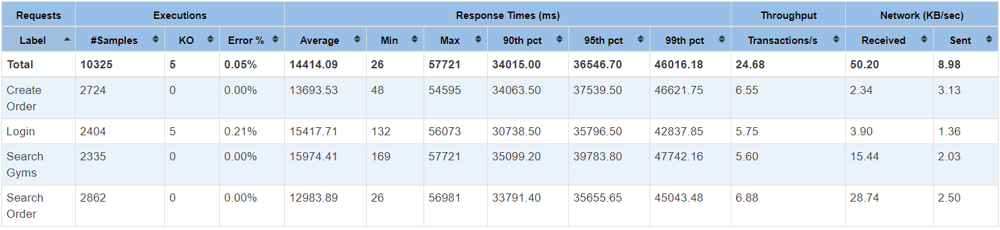 Requests Executions Response Times (ms) Throughput Network (KB/sec)
Label #Samples KO Error % Average Min Max 90th pct 95th pct 99th pct Transactions/s Received Sent
Total 10325 5 0.05% 14414.09 26 57721 34015.00 36546.70 46016.18 24.68 50.20 8.98
Create 2724 0 0.00% 13693.53 48 54595 34063.50 37539.50 46621.75 6.55 2.34 3.13
Order
Login 2404 5 0.21% 15417.71 132 56073 30738.50 35796.50 42837.85 5.75 3.90 1.36
Search 2335 0 0.00% 15974.41 169 57721 35099.20 39783.80 47742.16 5.60 15.44 2.03
Gyms
Search 2862 0 0.00% 12983.89 26 56981 33791.40 35655.65 45043.48 6.88 28.74 2.50
Order